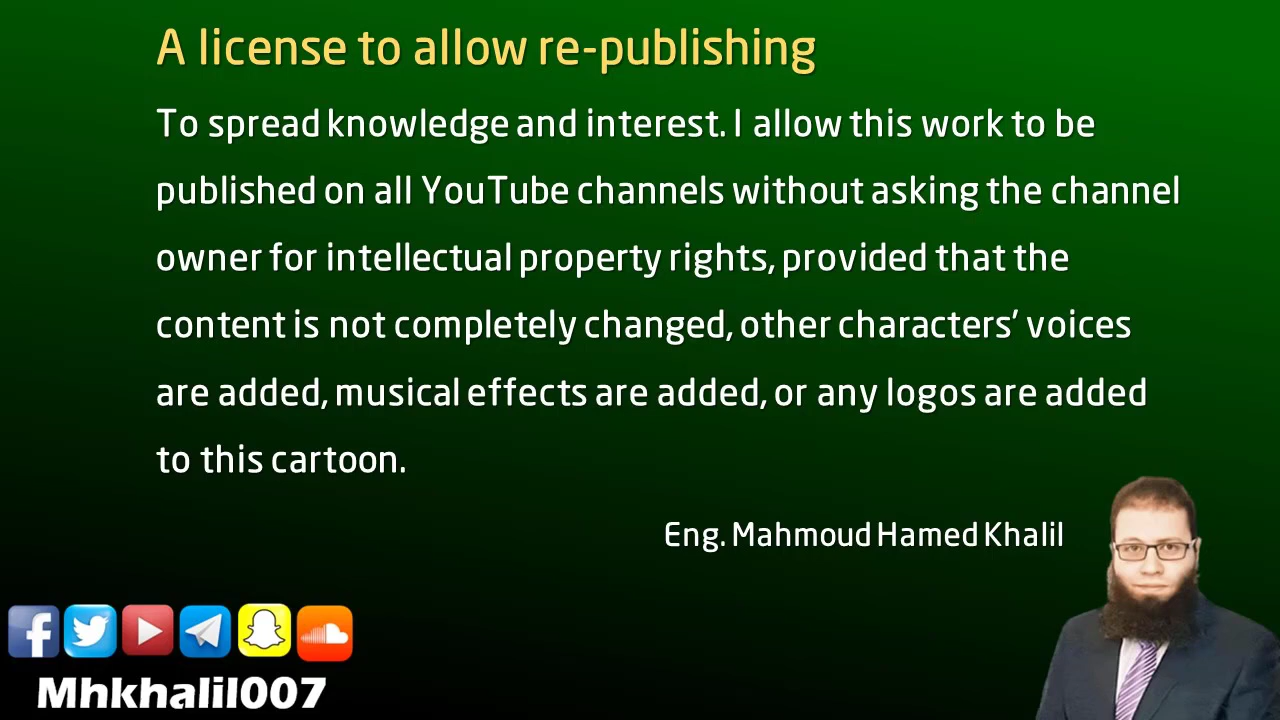 A license to allow re-publishing
To spread knowledge and interest. I allow this work to be
published on all YouTube channels without asking the channel
owner for intellectual property rights, provided that the
content is not completely changed, other characters' voices
are added, musical effects are added, or any logos are added
to this cartoon.
Eng. Mahmoud Hamed Khalil
Mhkhalil007